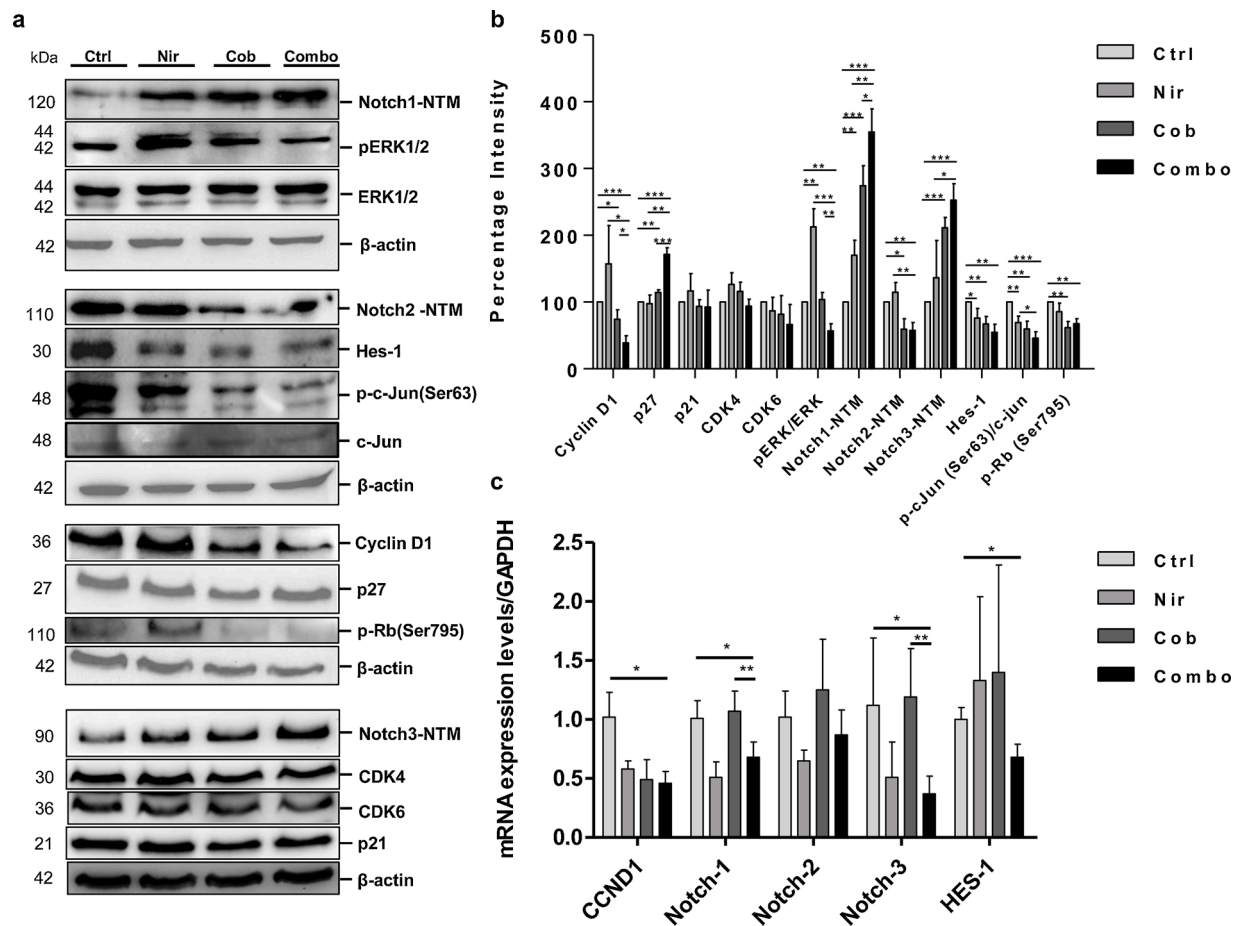 a
kDa Ctrl Nir Cob Combo
120 Notch1-NTM
44
42 pERK1/2
44
42 ERK1/2
42 β-actin
110 Notch2 -NTM
30 Hes-1
48 p-c-Jun(Ser63)
48 c-Jun
42 β-actin
36 Cyclin D1
27 p27
110 p-Rb(Ser795)
42 β-actin
90 Notch3-NTM
30 CDK4
36 CDK6
21 p21
42 β-actin
b
Percentage Intensity
500
400
300
200
100
0
*** * * *
*** ** ** ***
** ** *** **
*** ** * *** **
** * **
*** * ***
** ** *
*** ** ** *
** **
Cyclin D1
p27
p21
CDK4
CDK6
pERK/ERK
Notch1-NTM
Notch2-NTM
Notch3-NTM
Hes-1
p-cJun (Ser63)/c-jun
p-Rb (Ser795)
Ctrl
Nir
Cob
Combo
c
mRNA expression levels/GAPDH
2.5
2.0
1.5
1.0
0.5
0.0
*
* **
* **
*
CCND1
Notch-1
Notch-2
Notch-3
HES-1
Ctrl
Nir
Cob
Combo